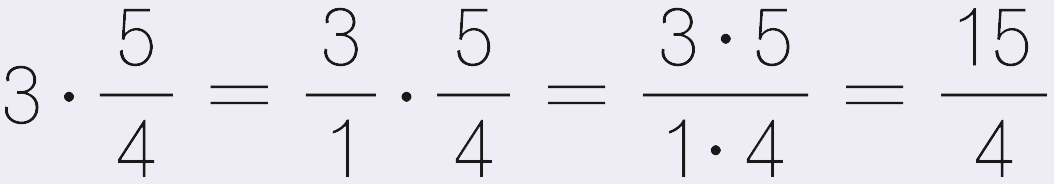 3 · 5/4 = 3/1 · 5/4 = 3 · 5/1 · 4 = 15/4